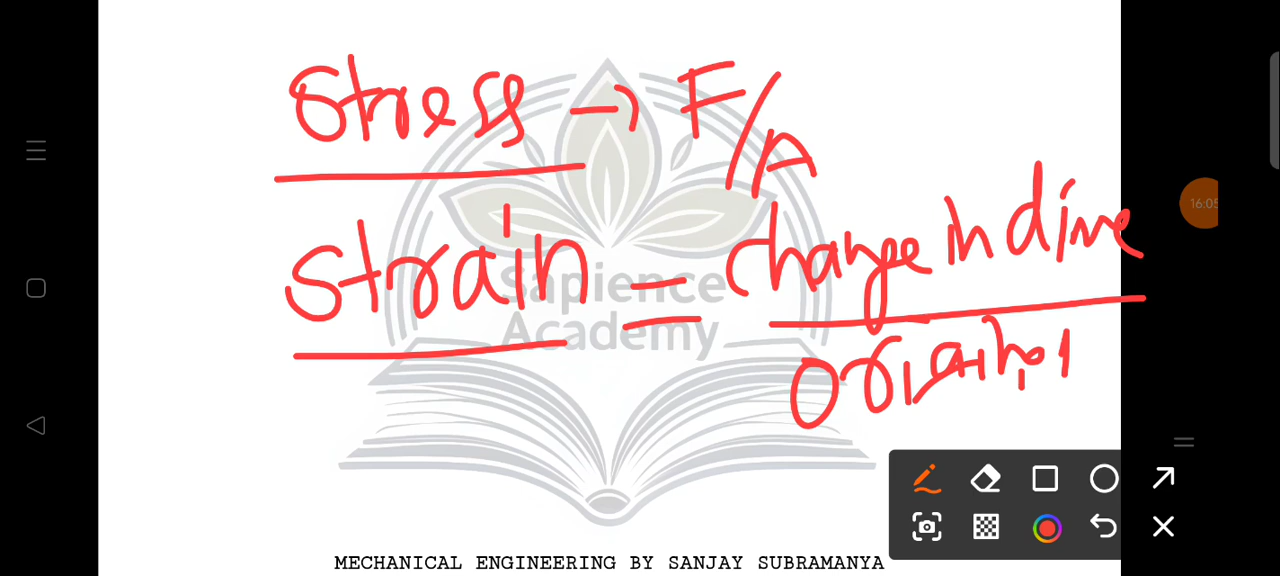 Stress → F/A
Strain = change in dime
original
Sapience
Academy
16:05
MECHANICAL ENGINEERING BY SANJAY SUBRAMANYA